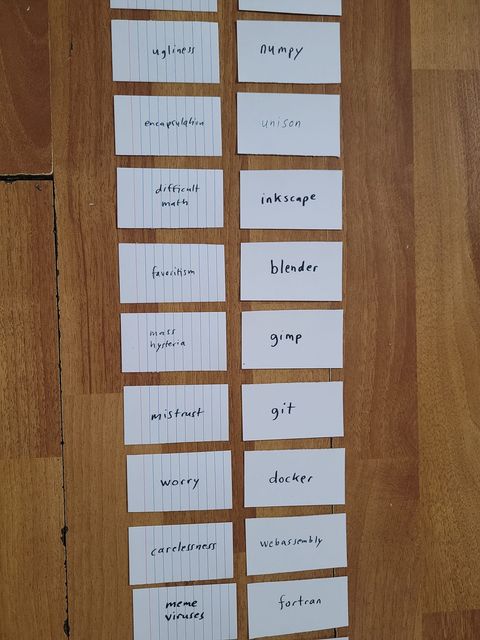 ugliness
numpy
encapsulation
unison
difficult
math
inkscape
favoritism
blender
mass
hysteria
gimp
mistrust
git
worry
docker
carelessness
webassembly
meme
viruses
fortran